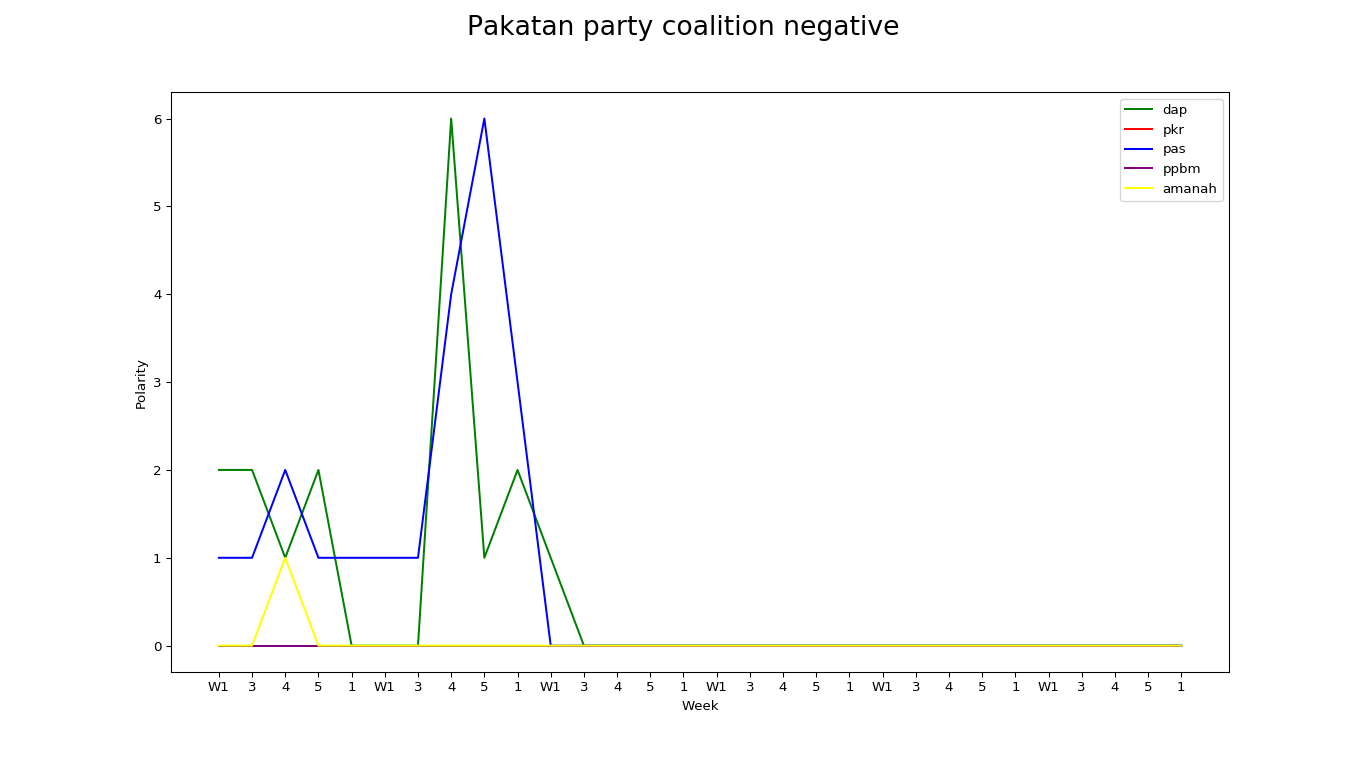 Pakatan party coalition negative
dap
pkr
pas
ppbm
amanah
Polarity
6
5
4
3
2
1
0
W1 3 4 5 1 W1 3 4 5 1 W1 3 4 5 1 W1 3 4 5 1 W1 3 4 5 1 W1 3 4 5 1
Week